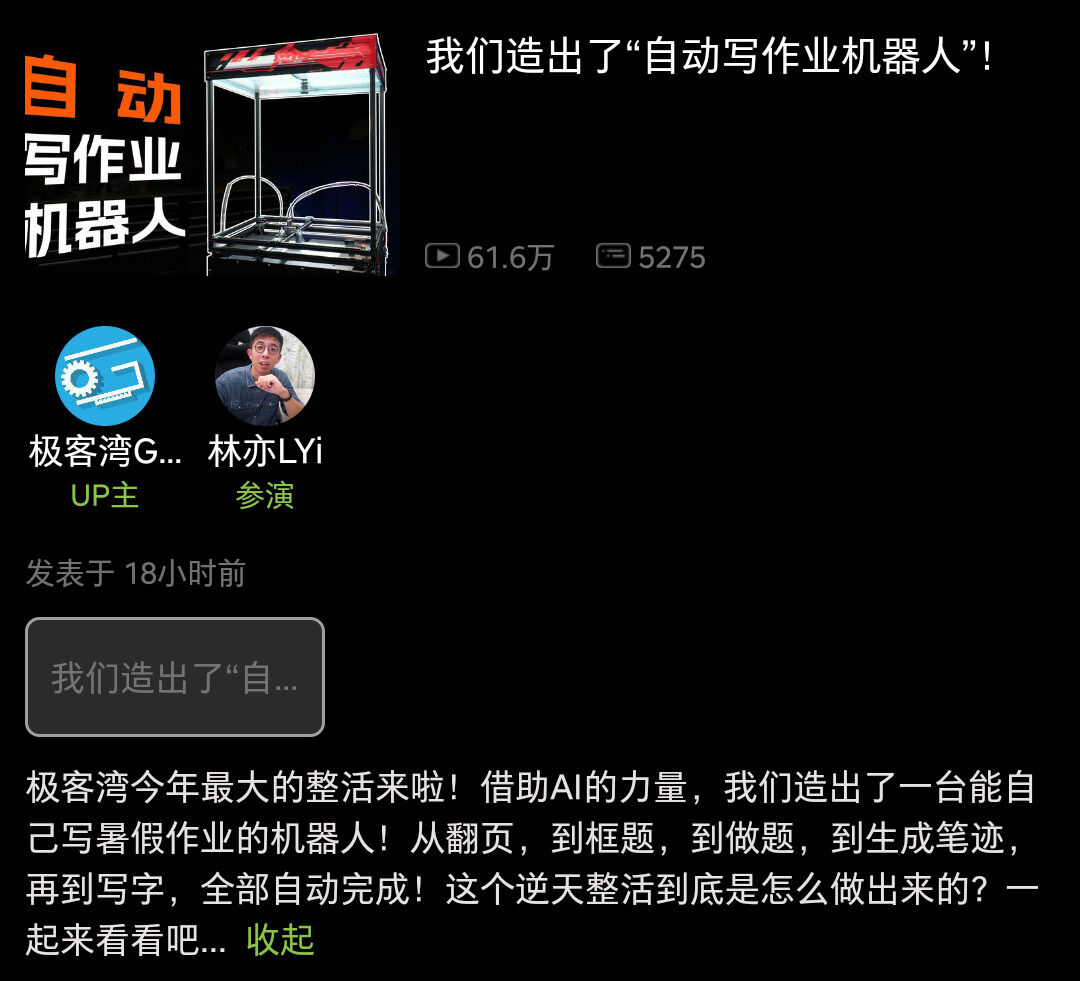 自动
写作业
机器人
我们造出了“自动写作业机器人”！
61.6万 5275
极客湾G... 林亦LYi
UP主 参演
发表于 18小时前
我们造出了“自...
极客湾今年最大的整活来啦！借助AI的力量，我们造出了一台能自
己写暑假作业的机器人！从翻页，到框题，到做题，到生成笔迹，
再到写字，全部自动完成！这个逆天整活到底是怎么做出来的？一
起来看看吧... 收起